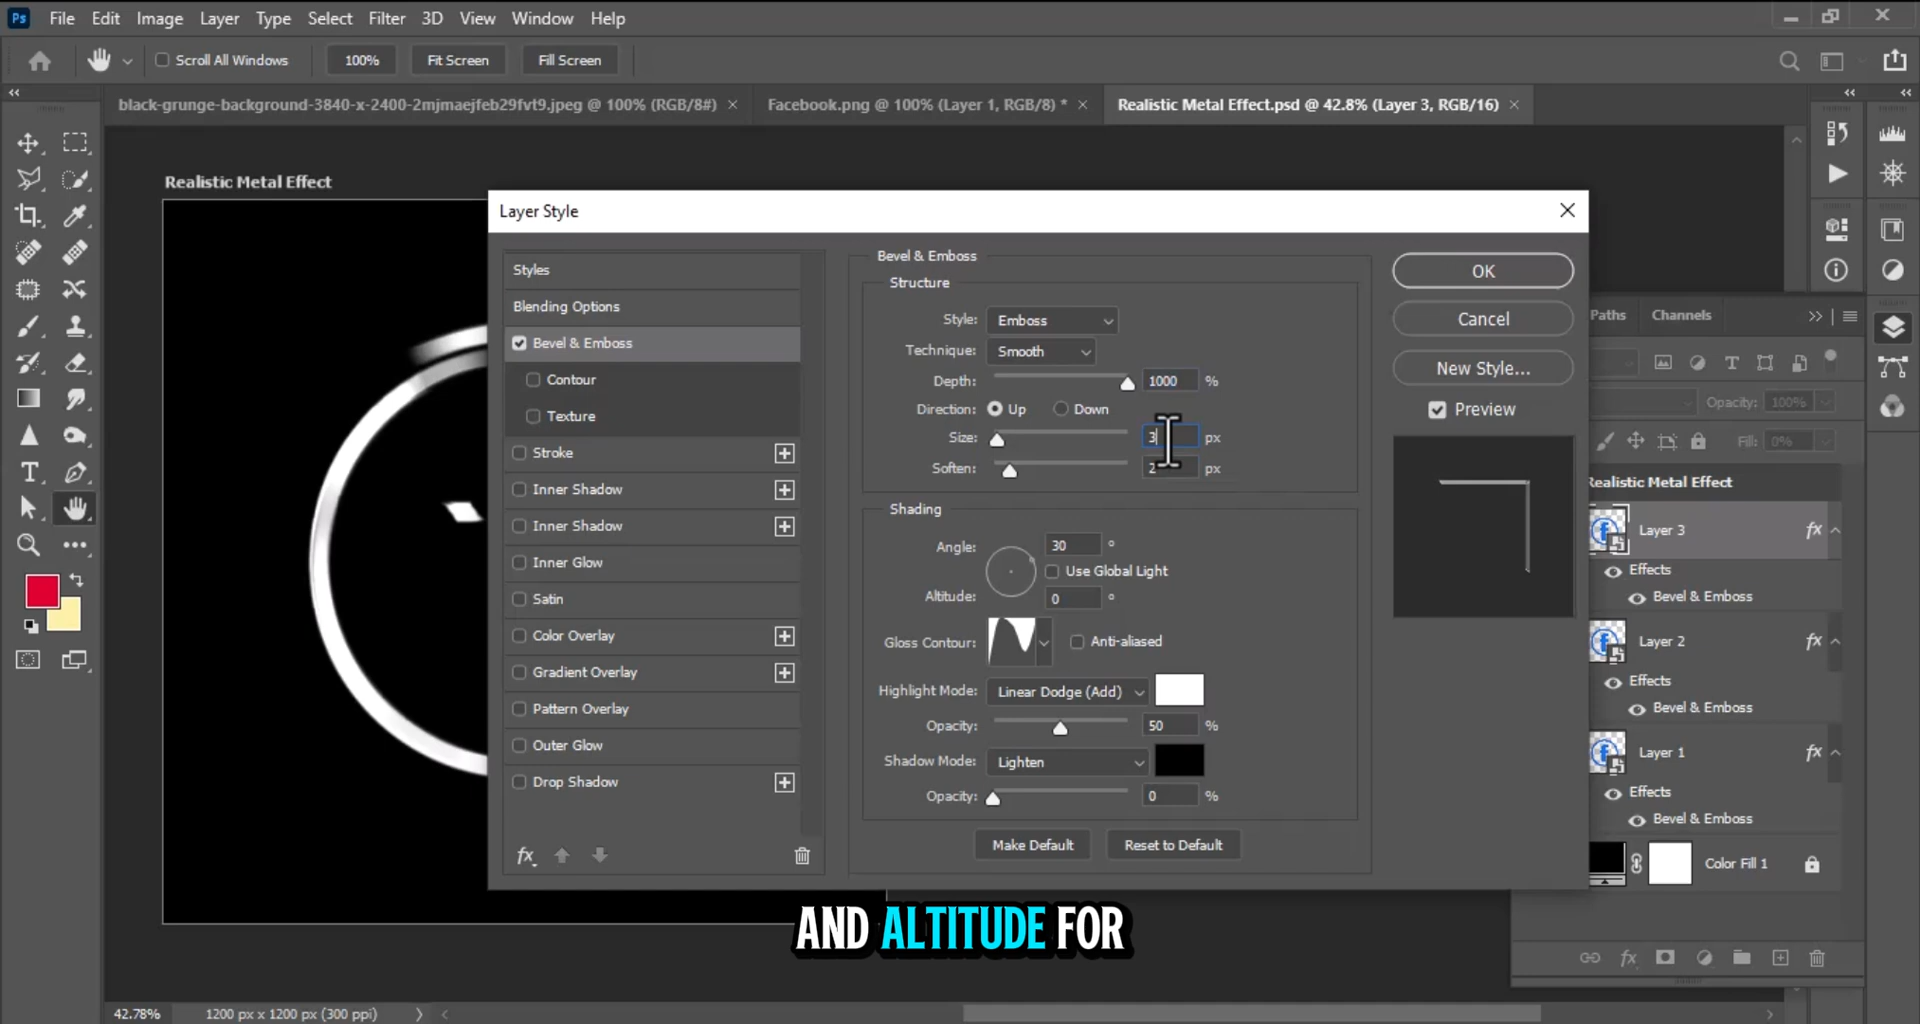 Ps File Edit Image Layer Type Select Filter 3D View Window Help
Scroll All Windows 100% Fit Screen Fill Screen
black-grunge-background-3840-x-2400-2mjmaejfeb29fvt9.jpeg @ 100% (RGB/8#) Facebook.png @ 100% (Layer 1, RGB/8) * Realistic Metal Effect.psd @ 42.8% (Layer 3, RGB/16)
Realistic Metal Effect
Layer Style
Styles
Blending Options
Bevel & Emboss
Contour
Texture
Stroke
Inner Shadow
Inner Shadow
Inner Glow
Satin
Color Overlay
Gradient Overlay
Pattern Overlay
Outer Glow
Drop Shadow
fx
Bevel & Emboss
Structure
Style: Emboss
Technique: Smooth
Depth: 1000 %
Direction: Up Down
Size: 3 px
Soften: 2 px
Shading
Angle: 30 °
Use Global Light
Altitude: 0 °
Gloss Contour: Anti-aliased
Highlight Mode: Linear Dodge (Add)
Opacity: 50 %
Shadow Mode: Lighten
Opacity: 0 %
Make Default Reset to Default
OK
Cancel
New Style...
Preview
Paths Channels
Opacity: 100%
Fill: 0%
Realistic Metal Effect
Layer 3 fx
Effects
Bevel & Emboss
Layer 2 fx
Effects
Bevel & Emboss
Layer 1 fx
Effects
Bevel & Emboss
Color Fill 1
fx
AND ALTITUDE FOR
42.78% 1200 px x 1200 px (300 ppi)